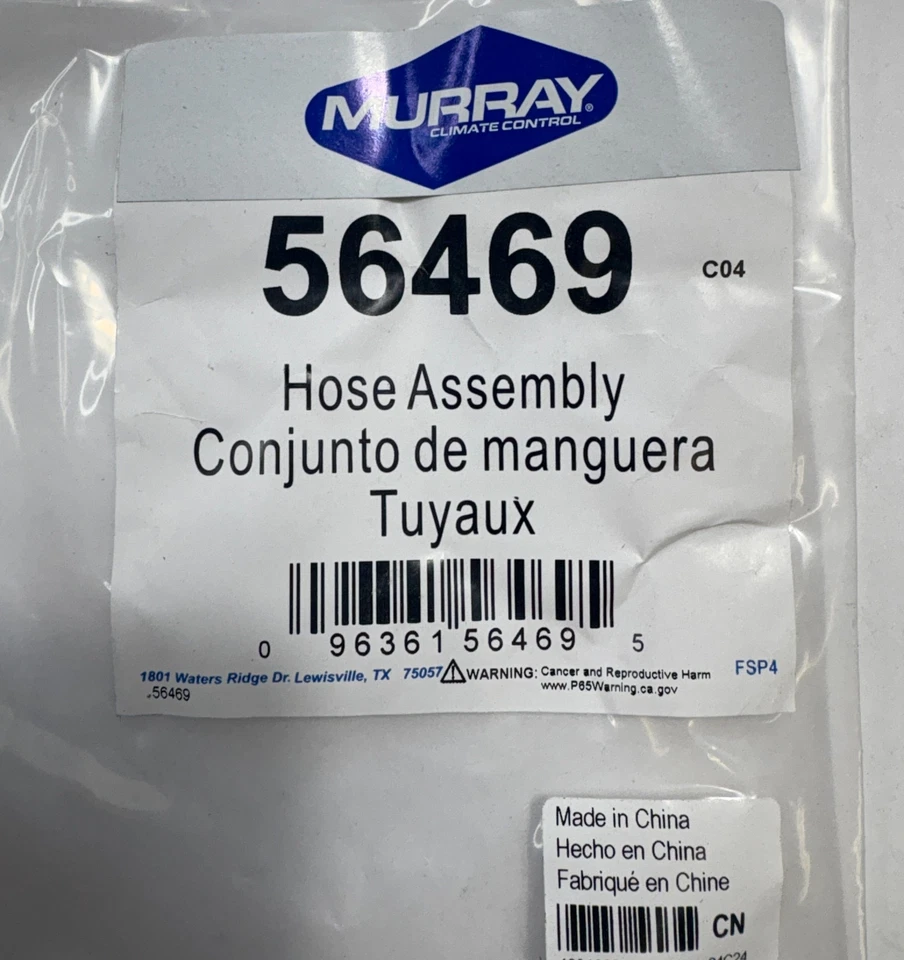 MURRAY®
CLIMATE CONTROL
56469
C04
Hose Assembly
Conjunto de manguera
Tuyaux
0 96361 56469 5
1801 Waters Ridge Dr. Lewisville, TX 75057 ⚠WARNING: Cancer and Reproductive Harm FSP4
www.P65Warning.ca.gov
.56469
Made in China
Hecho en China
Fabriqué en Chine
CN